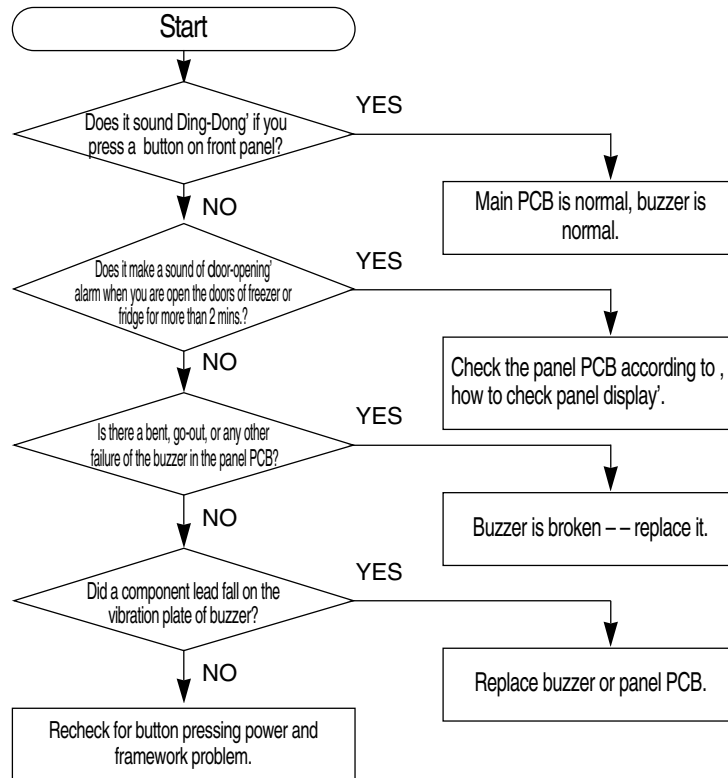 Start
Does it sound Ding-Dong’ if you
press a button on front panel?
YES
Main PCB is normal, buzzer is
normal.
NO
Does it make a sound of door-opening’
alarm when you are open the doors of freezer or
fridge for more than 2 mins.?
YES
Check the panel PCB according to ,
how to check panel display’.
NO
Is there a bent, go-out, or any other
failure of the buzzer in the panel PCB?
YES
Buzzer is broken – – replace it.
NO
Did a component lead fall on the
vibration plate of buzzer?
YES
Replace buzzer or panel PCB.
NO
Recheck for button pressing power and
framework problem.